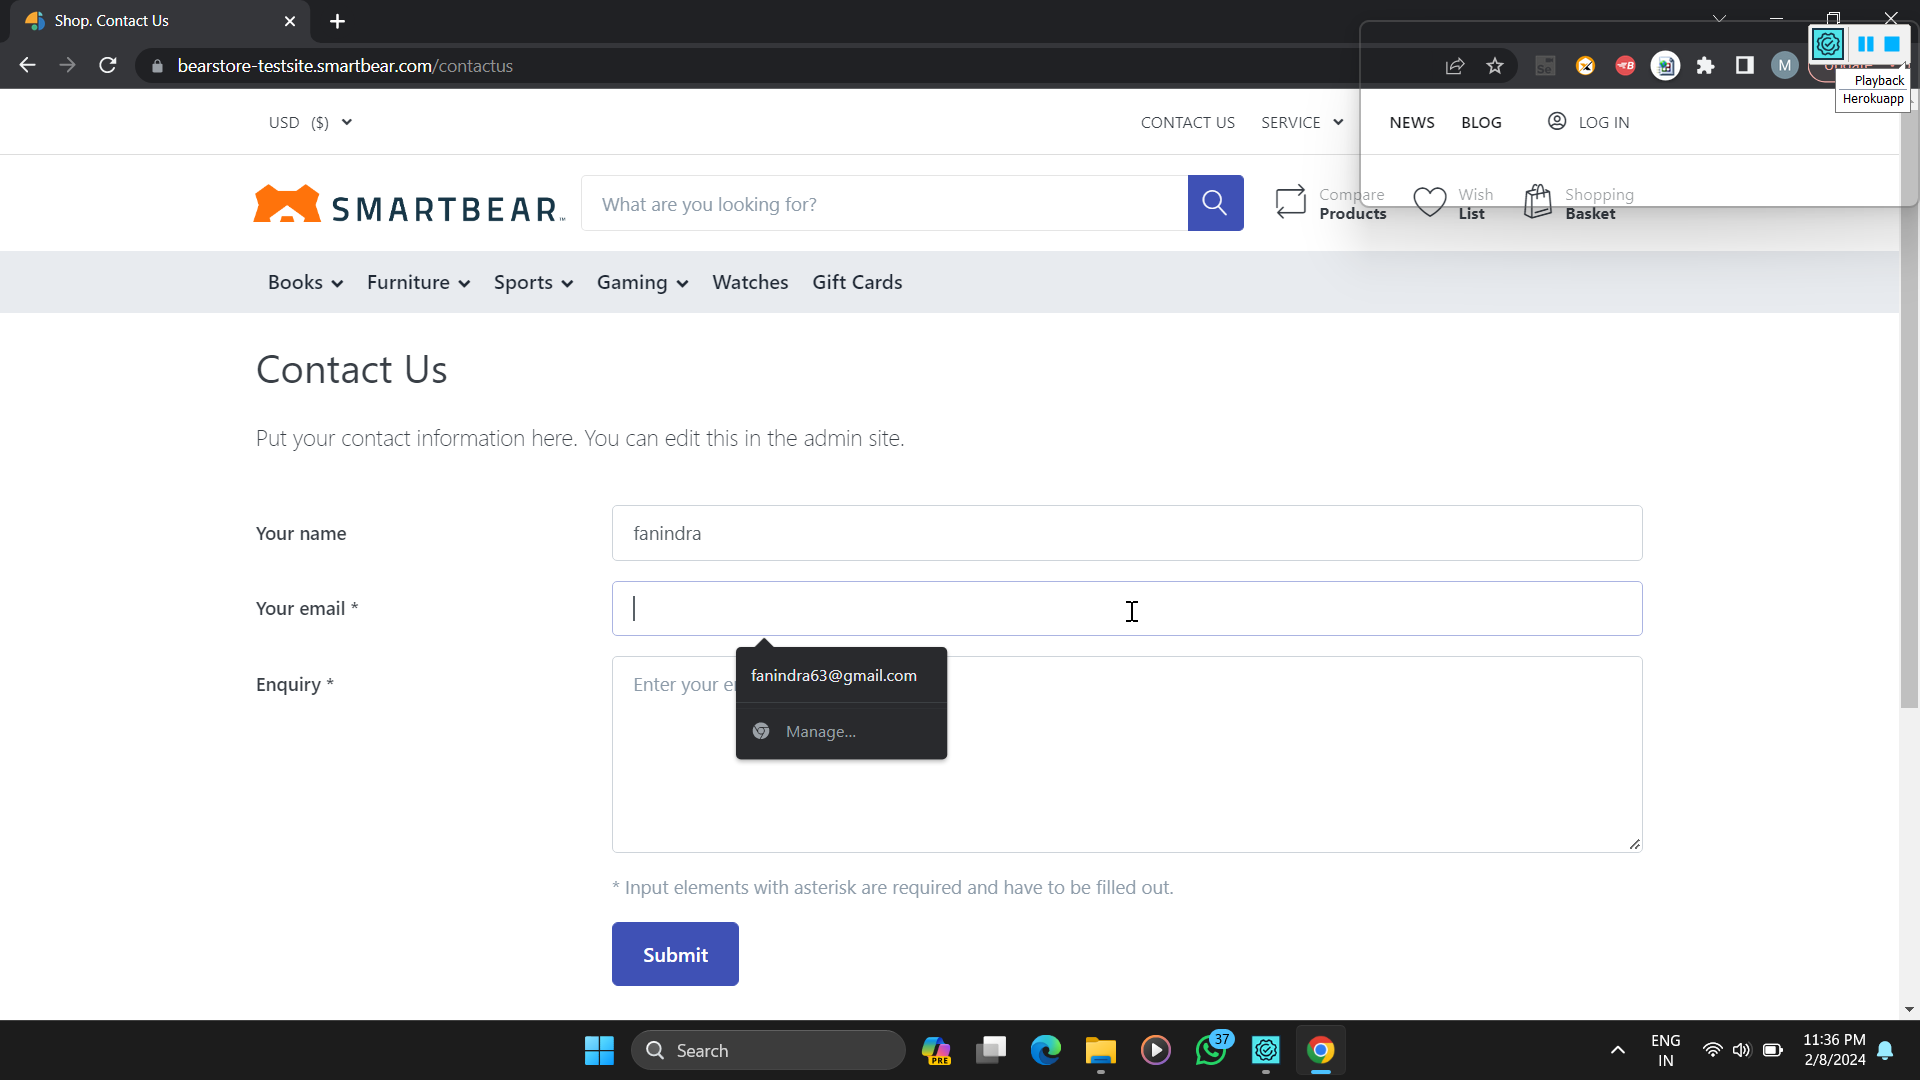 Shop. Contact Us
bearstore-testsite.smartbear.com/contactus
Se
B
M
Playback
Herokuapp
USD ($)
CONTACT US
SERVICE
NEWS
BLOG
LOG IN
SMARTBEAR™
What are you looking for?
Compare
Products
Wish
List
Shopping
Basket
Books
Furniture
Sports
Gaming
Watches
Gift Cards
Contact Us
Put your contact information here. You can edit this in the admin site.
Your name
fanindra
Your email *
fanindra63@gmail.com
Manage...
Enquiry *
Enter your
* Input elements with asterisk are required and have to be filled out.
Submit
Search
PRE
37
ENG
IN
11:36 PM
2/8/2024